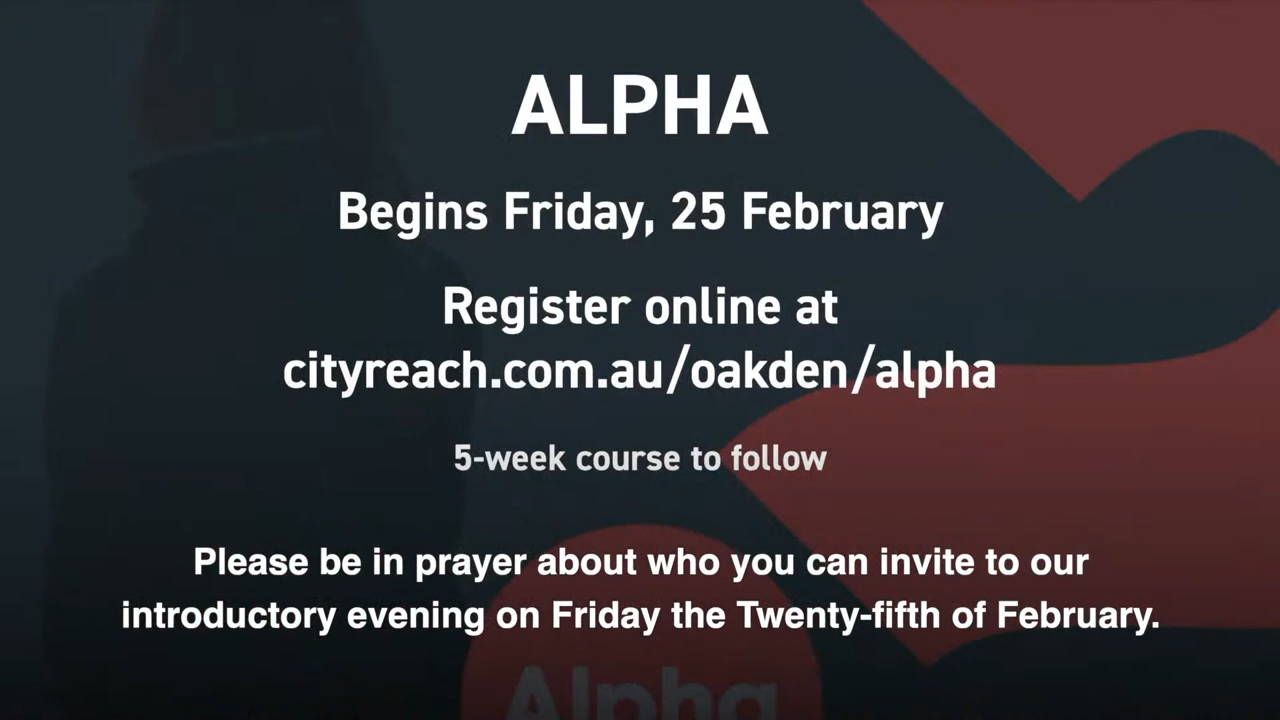 ALPHA
Begins Friday, 25 February
Register online at
cityreach.com.au/oakden/alpha
5-week course to follow
Please be in prayer about who you can invite to our
introductory evening on Friday the Twenty-fifth of February.
Alpha